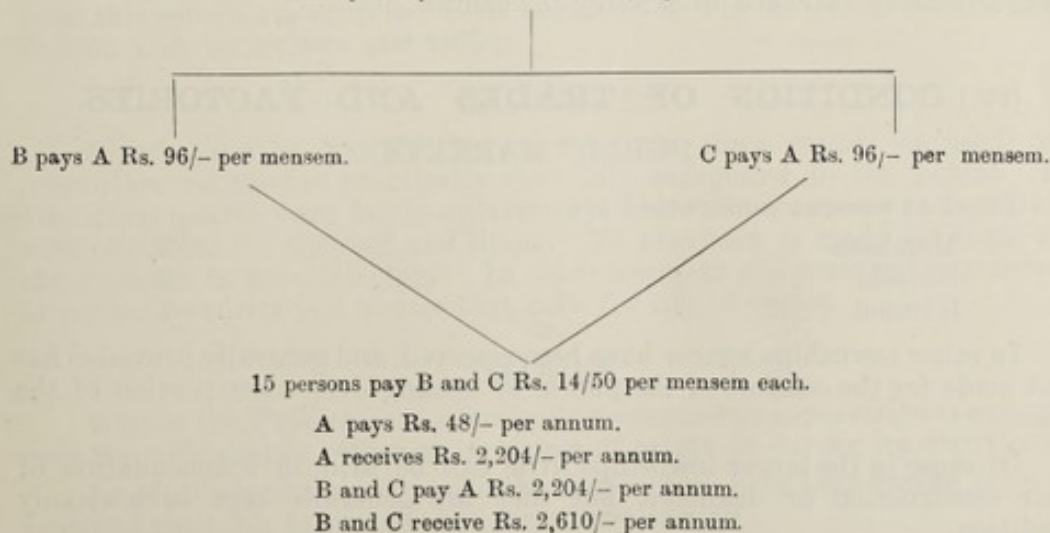 B pays A Rs. 96/– per mensem.
C pays A Rs. 96/– per mensem.
15 persons pay B and C Rs. 14/50 per mensem each.
A pays Rs. 48/– per annum.
A receives Rs. 2,204/– per annum.
B and C pay A Rs. 2,204/– per annum.
B and C receive Rs. 2,610/– per annum.